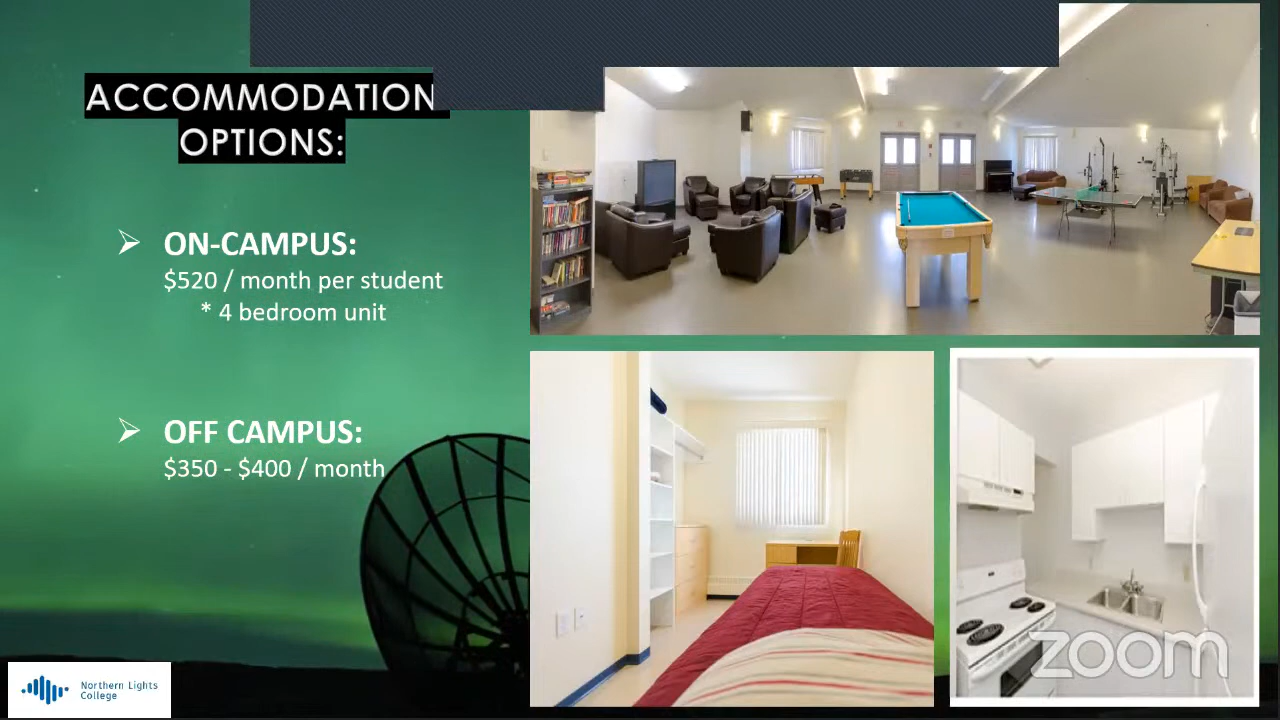 ACCOMMODATION
OPTIONS:
➢ ON-CAMPUS:
$520 / month per student
* 4 bedroom unit
➢ OFF CAMPUS:
$350 - $400 / month
Northern Lights
College
zoom